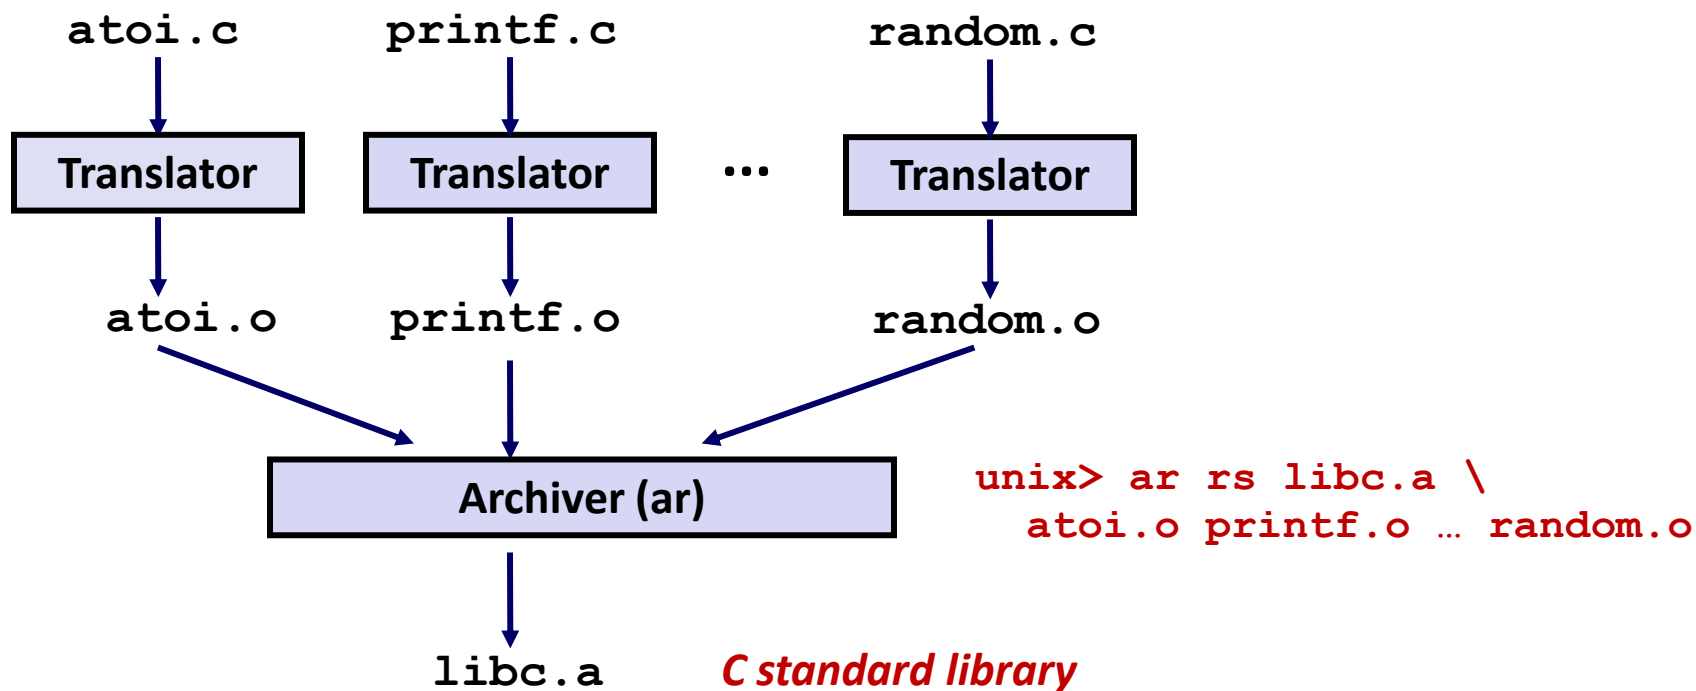 atoi.c printf.c random.c
Translator Translator ... Translator
atoi.o printf.o random.o
Archiver (ar)
unix> ar rs libc.a \
atoi.o printf.o … random.o
libc.a C standard library